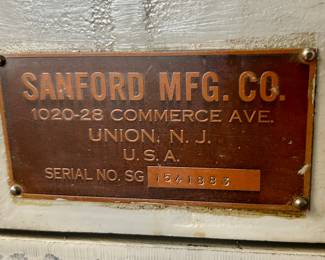 SANFORD MFG. CO.
1020-28 COMMERCE AVE.
UNION, N. J.
U. S. A.
SERIAL NO. SG 1541883